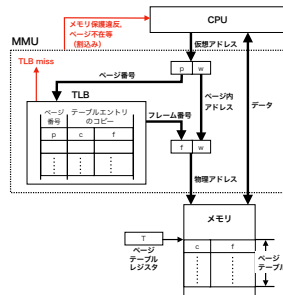 メモリ保護違反,
ページ不在等
(割込み)
CPU
MMU
仮想アドレス
TLB miss
ページ番号
p w
TLB
ページ内
アドレス
データ
ページ
番号
テーブルエントリ
のコピー
フレーム番号
p c f
f w
物理アドレス
メモリ
T
c f
ページ
テーブル
レジスタ
ページ
テーブル